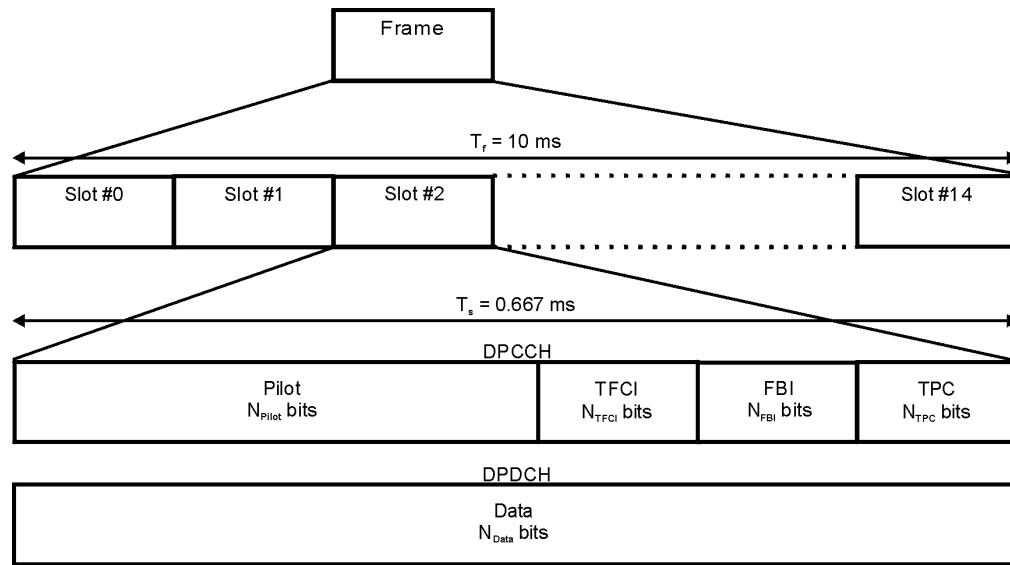 Frame
T_f = 10 ms
Slot #0 Slot #1 Slot #2 Slot #14
T_s = 0.667 ms
DPCCH
Pilot TFCI FBI TPC
N_Pilot bits N_TFCI bits N_FBI bits N_TPC bits
DPDCH
Data
N_Data bits